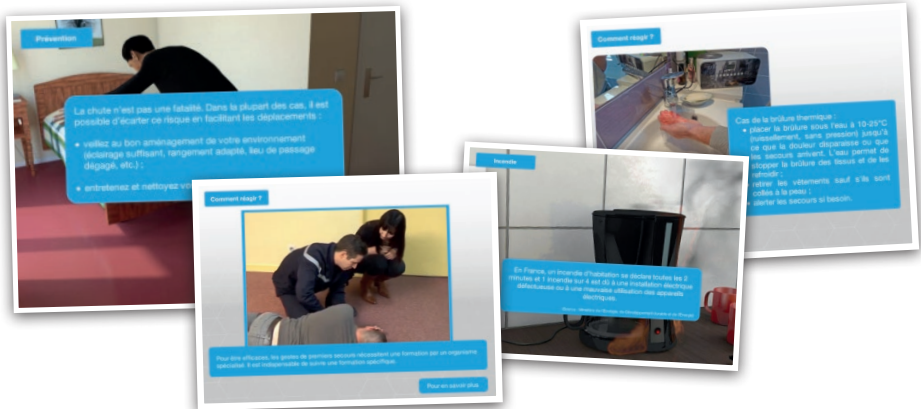 Prévention
La chute n'est pas une fatalité. Dans la plupart des cas, il est
possible d'écarter ce risque en facilitant les déplacements :
• veillez au bon aménagement de votre environnement
(éclairage suffisant, rangement adapté, lieu de passage
dégagé, etc.) ;
• entretenez et nettoyez vo
Comment réagir ?
Pour être efficaces, les gestes de premiers secours nécessitent une formation par un organisme
spécialisé. Il est indispensable de suivre une formation spécifique.
Pour en savoir plus
Incendie
En France, un incendie d'habitation se déclare toutes les 2
minutes et 1 incendie sur 4 est dû à une installation électrique
défectueuse ou à une mauvaise utilisation des appareils
électriques.
Comment réagir ?
Cas de la brûlure thermique :
• placer la brûlure sous l'eau à 10-25°C
(ruissellement, sans pression) jusqu'à
ce que la douleur disparaisse ou que
les secours arrivent. L'eau permet de
stopper la brûlure des tissus et de les
refroidir ;
• retirer les vêtements sauf s'ils sont
collés à la peau ;
• alerter les secours si besoin.